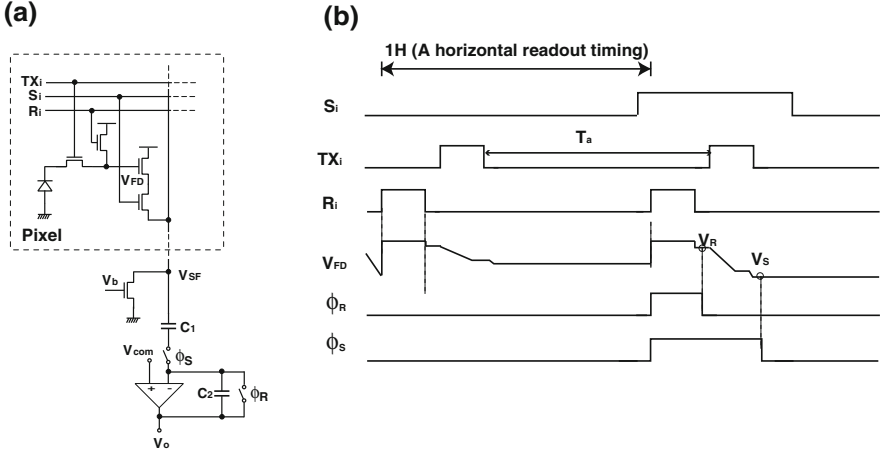 (a)
TXi
Si
Ri
VFD
Pixel
Vb
VSF
C1
ϕS
Vcom
+ -
C2
ϕR
Vo
(b)
1H (A horizontal readout timing)
Si
Ta
TXi
Ri
VR
VS
VFD
ϕR
ϕS